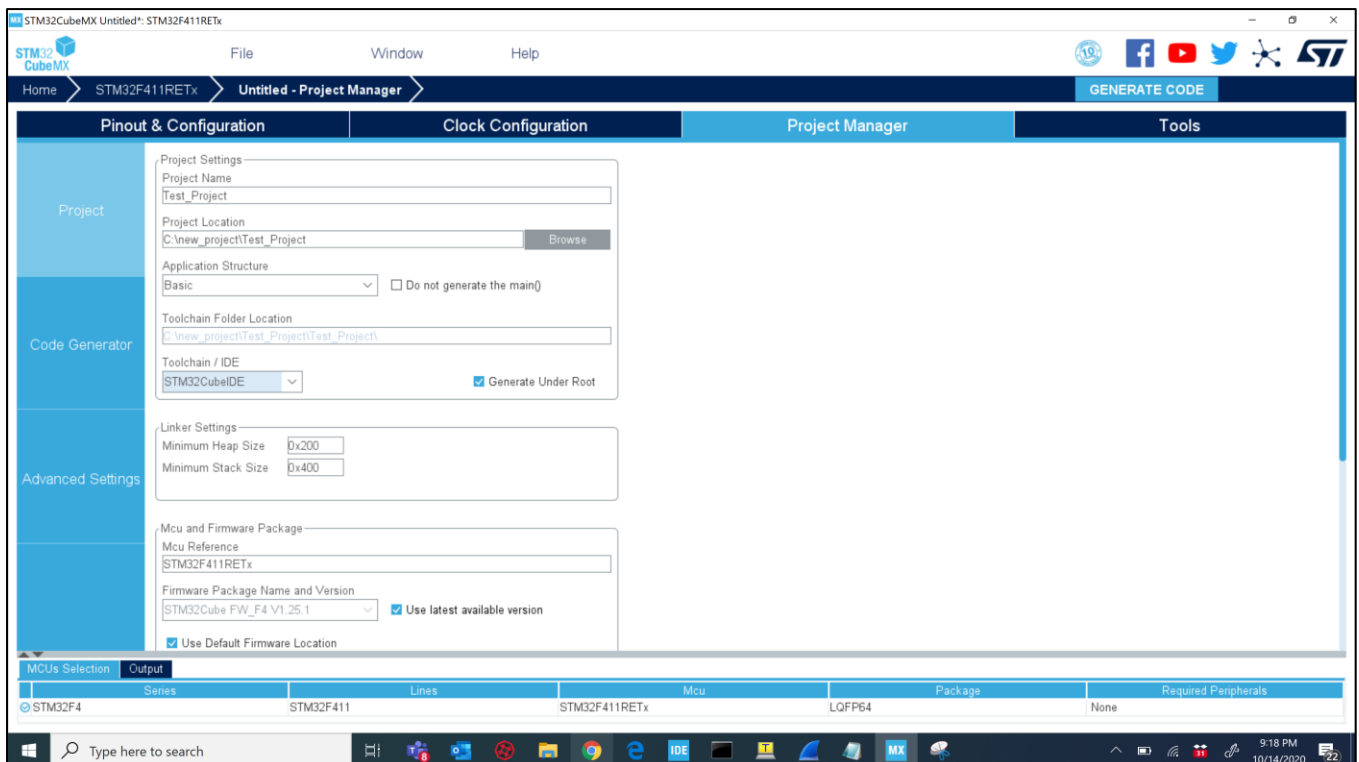 MX STM32CubeMX Untitled*: STM32F411RETx
STM32 CubeMX
File Window Help
10
Home STM32F411RETx Untitled - Project Manager GENERATE CODE
Pinout & Configuration Clock Configuration Project Manager Tools
Project
Code Generator
Advanced Settings
Project Settings
Project Name
Test_Project
Project Location
C:\new_project\Test_Project Browse
Application Structure
Basic Do not generate the main()
Toolchain Folder Location
C:\new_project\Test_Project\Test_Project\
Toolchain / IDE
STM32CubeIDE Generate Under Root
Linker Settings
Minimum Heap Size 0x200
Minimum Stack Size 0x400
Mcu and Firmware Package
Mcu Reference
STM32F411RETx
Firmware Package Name and Version
STM32Cube FW_F4 V1.25.1 Use latest available version
Use Default Firmware Location
MCUs Selection Output
Series Lines Mcu Package Required Peripherals
STM32F4 STM32F411 STM32F411RETx LQFP64 None
Type here to search 8 IDE T MX 31 9:18 PM
10/14/2020 22